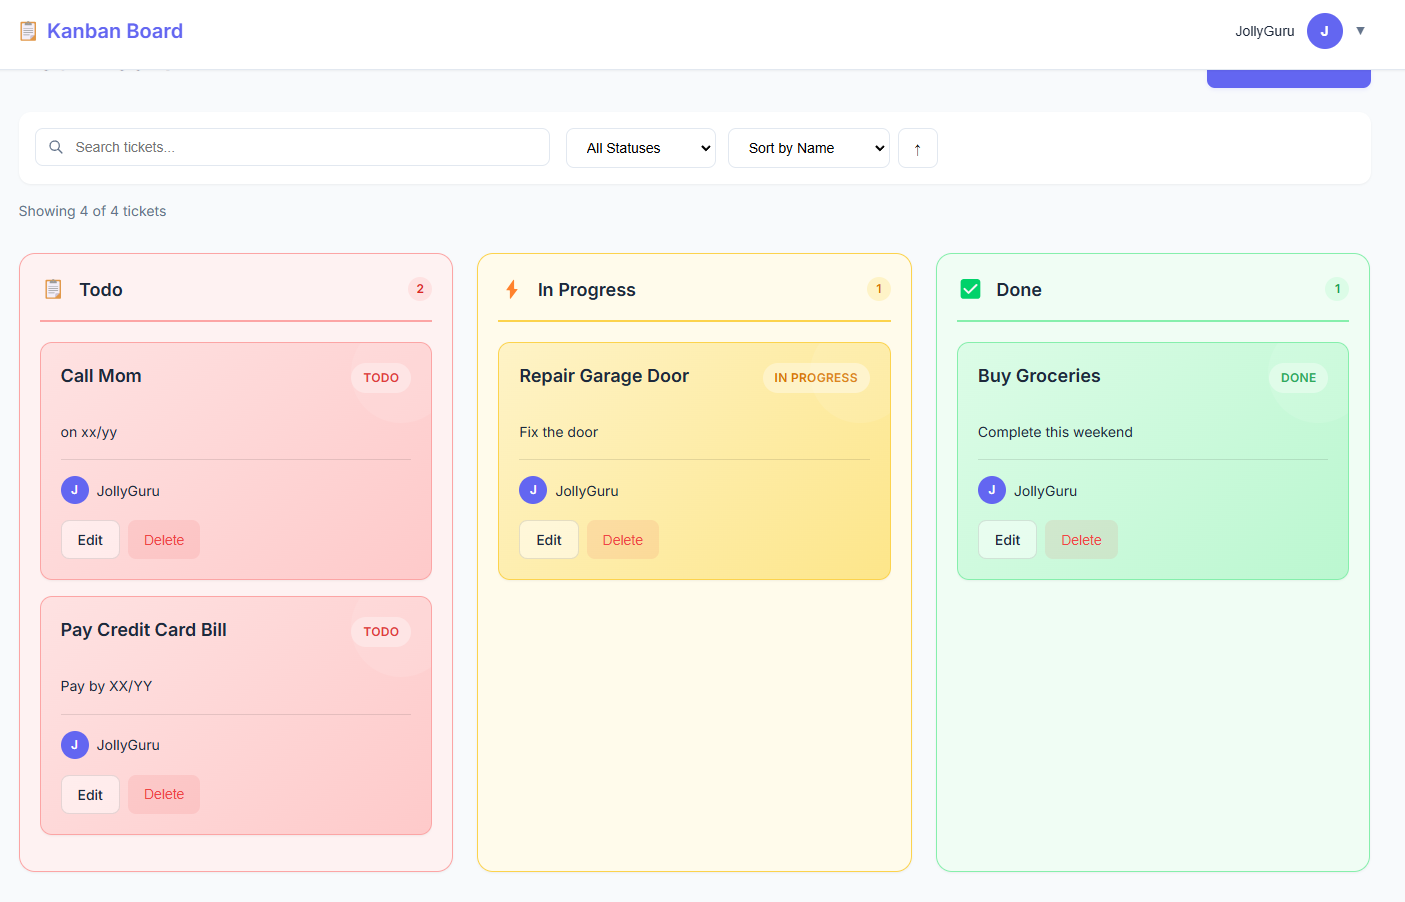 Kanban Board
JollyGuru J ▼
Search tickets...
All Statuses
Sort by Name
↑
Showing 4 of 4 tickets
Todo 2
Call Mom TODO
on xx/yy
J JollyGuru
Edit Delete
Pay Credit Card Bill TODO
Pay by XX/YY
J JollyGuru
Edit Delete
In Progress 1
Repair Garage Door IN PROGRESS
Fix the door
J JollyGuru
Edit Delete
Done 1
Buy Groceries DONE
Complete this weekend
J JollyGuru
Edit Delete